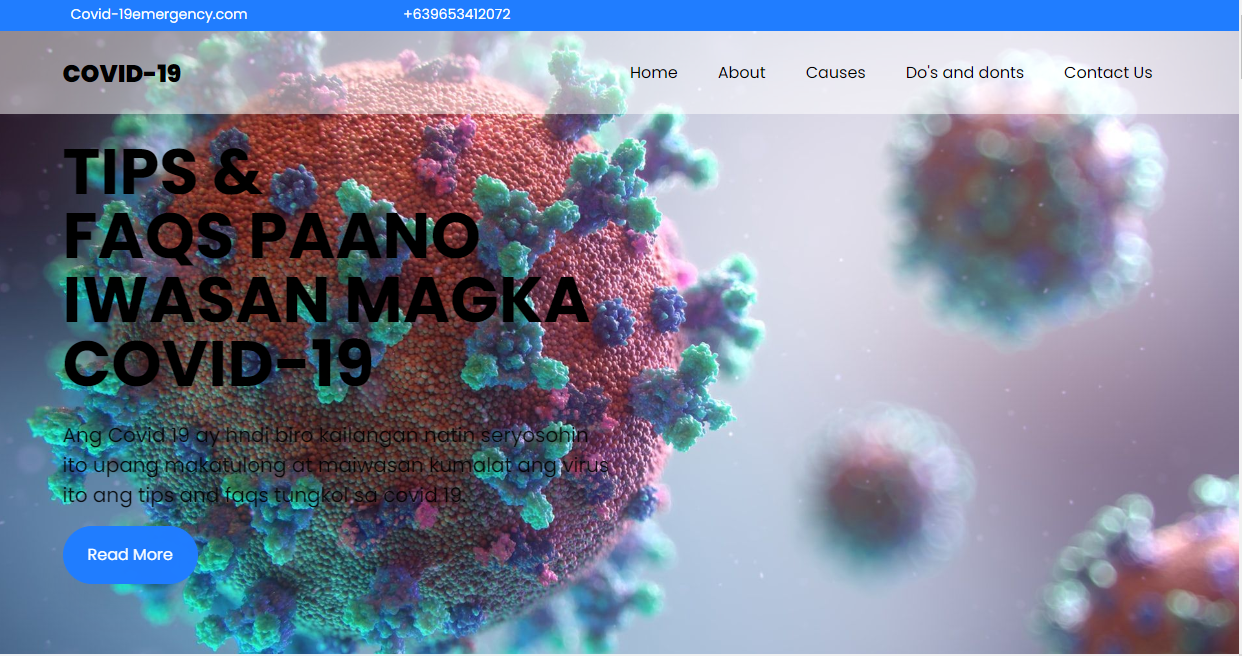 Covid-19emergency.com +639653412072
COVID-19 Home About Causes Do's and donts Contact Us
TIPS &
FAQS PAANO
IWASAN MAGKA
COVID-19
Ang Covid 19 ay hndi biro kailangan natin seryosohin
ito upang makatulong at maiwasan kumalat ang virus
ito ang tips and faqs tungkol sa covid 19.
Read More